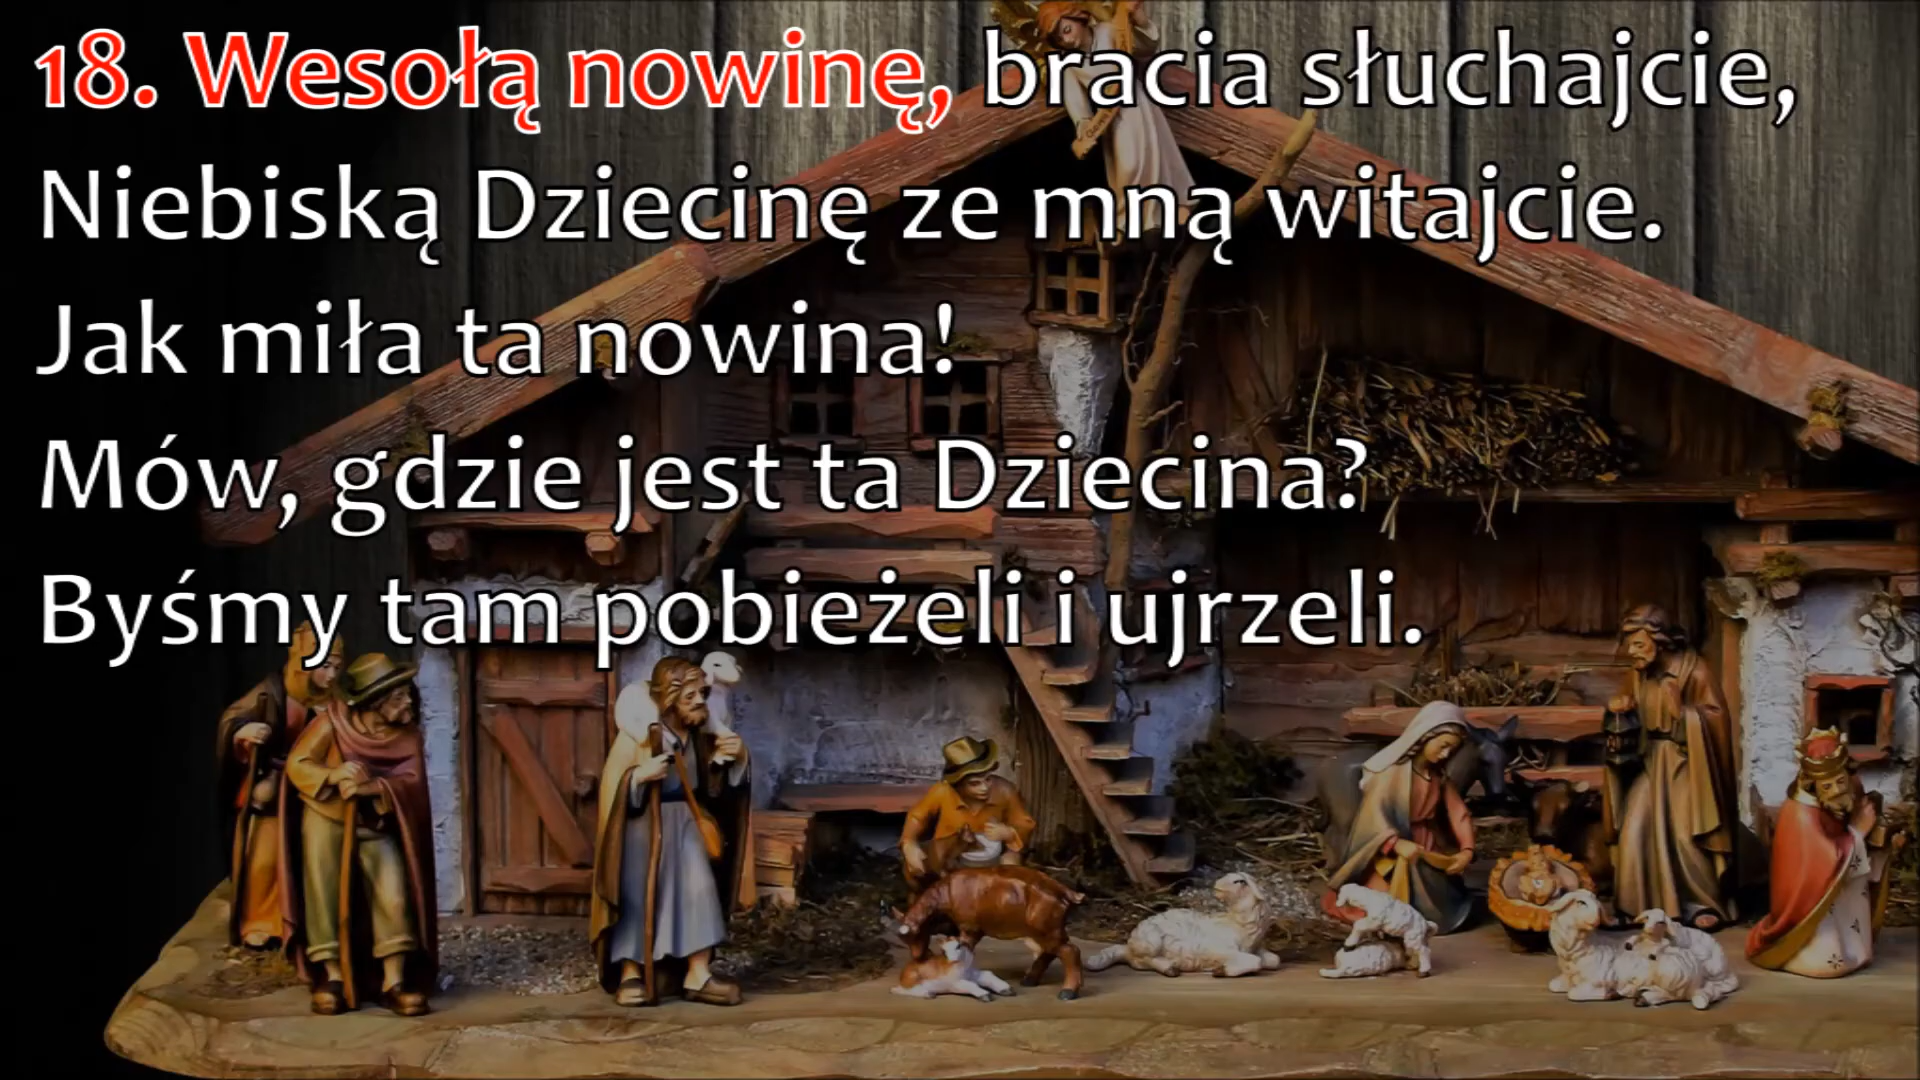 18. Wesołą nowinę, bracia słuchajcie,
Niebiską Dziecinę ze mną witajcie.
Jak miła ta nowina!
Mów, gdzie jest ta Dziecina?
Byśmy tam pobieżeli i ujrzeli.